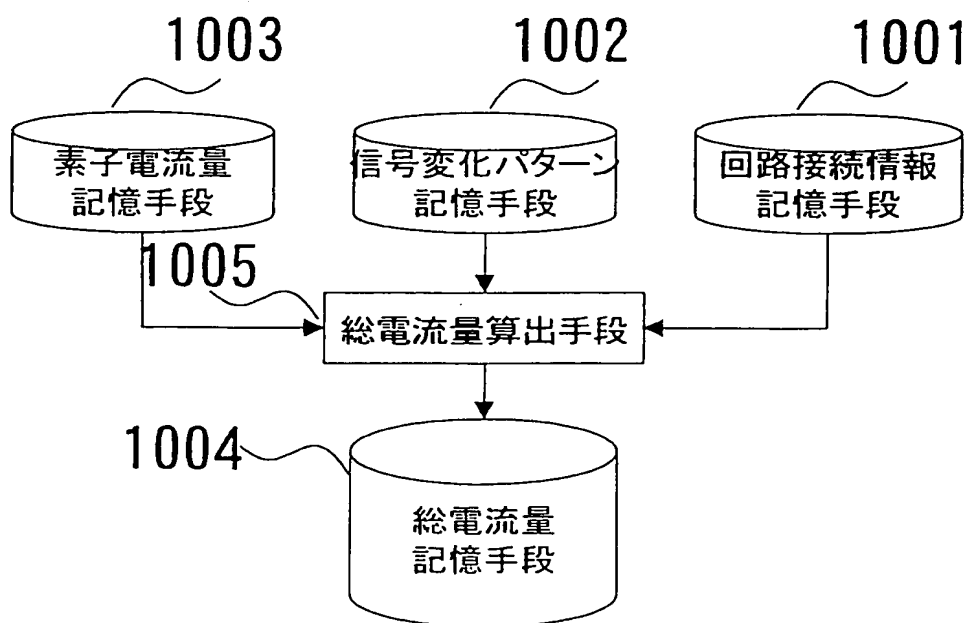 1003
1002
1001
素子電流量
記憶手段
信号変化パターン
記憶手段
回路接続情報
記憶手段
1005
総電流量算出手段
1004
総電流量
記憶手段